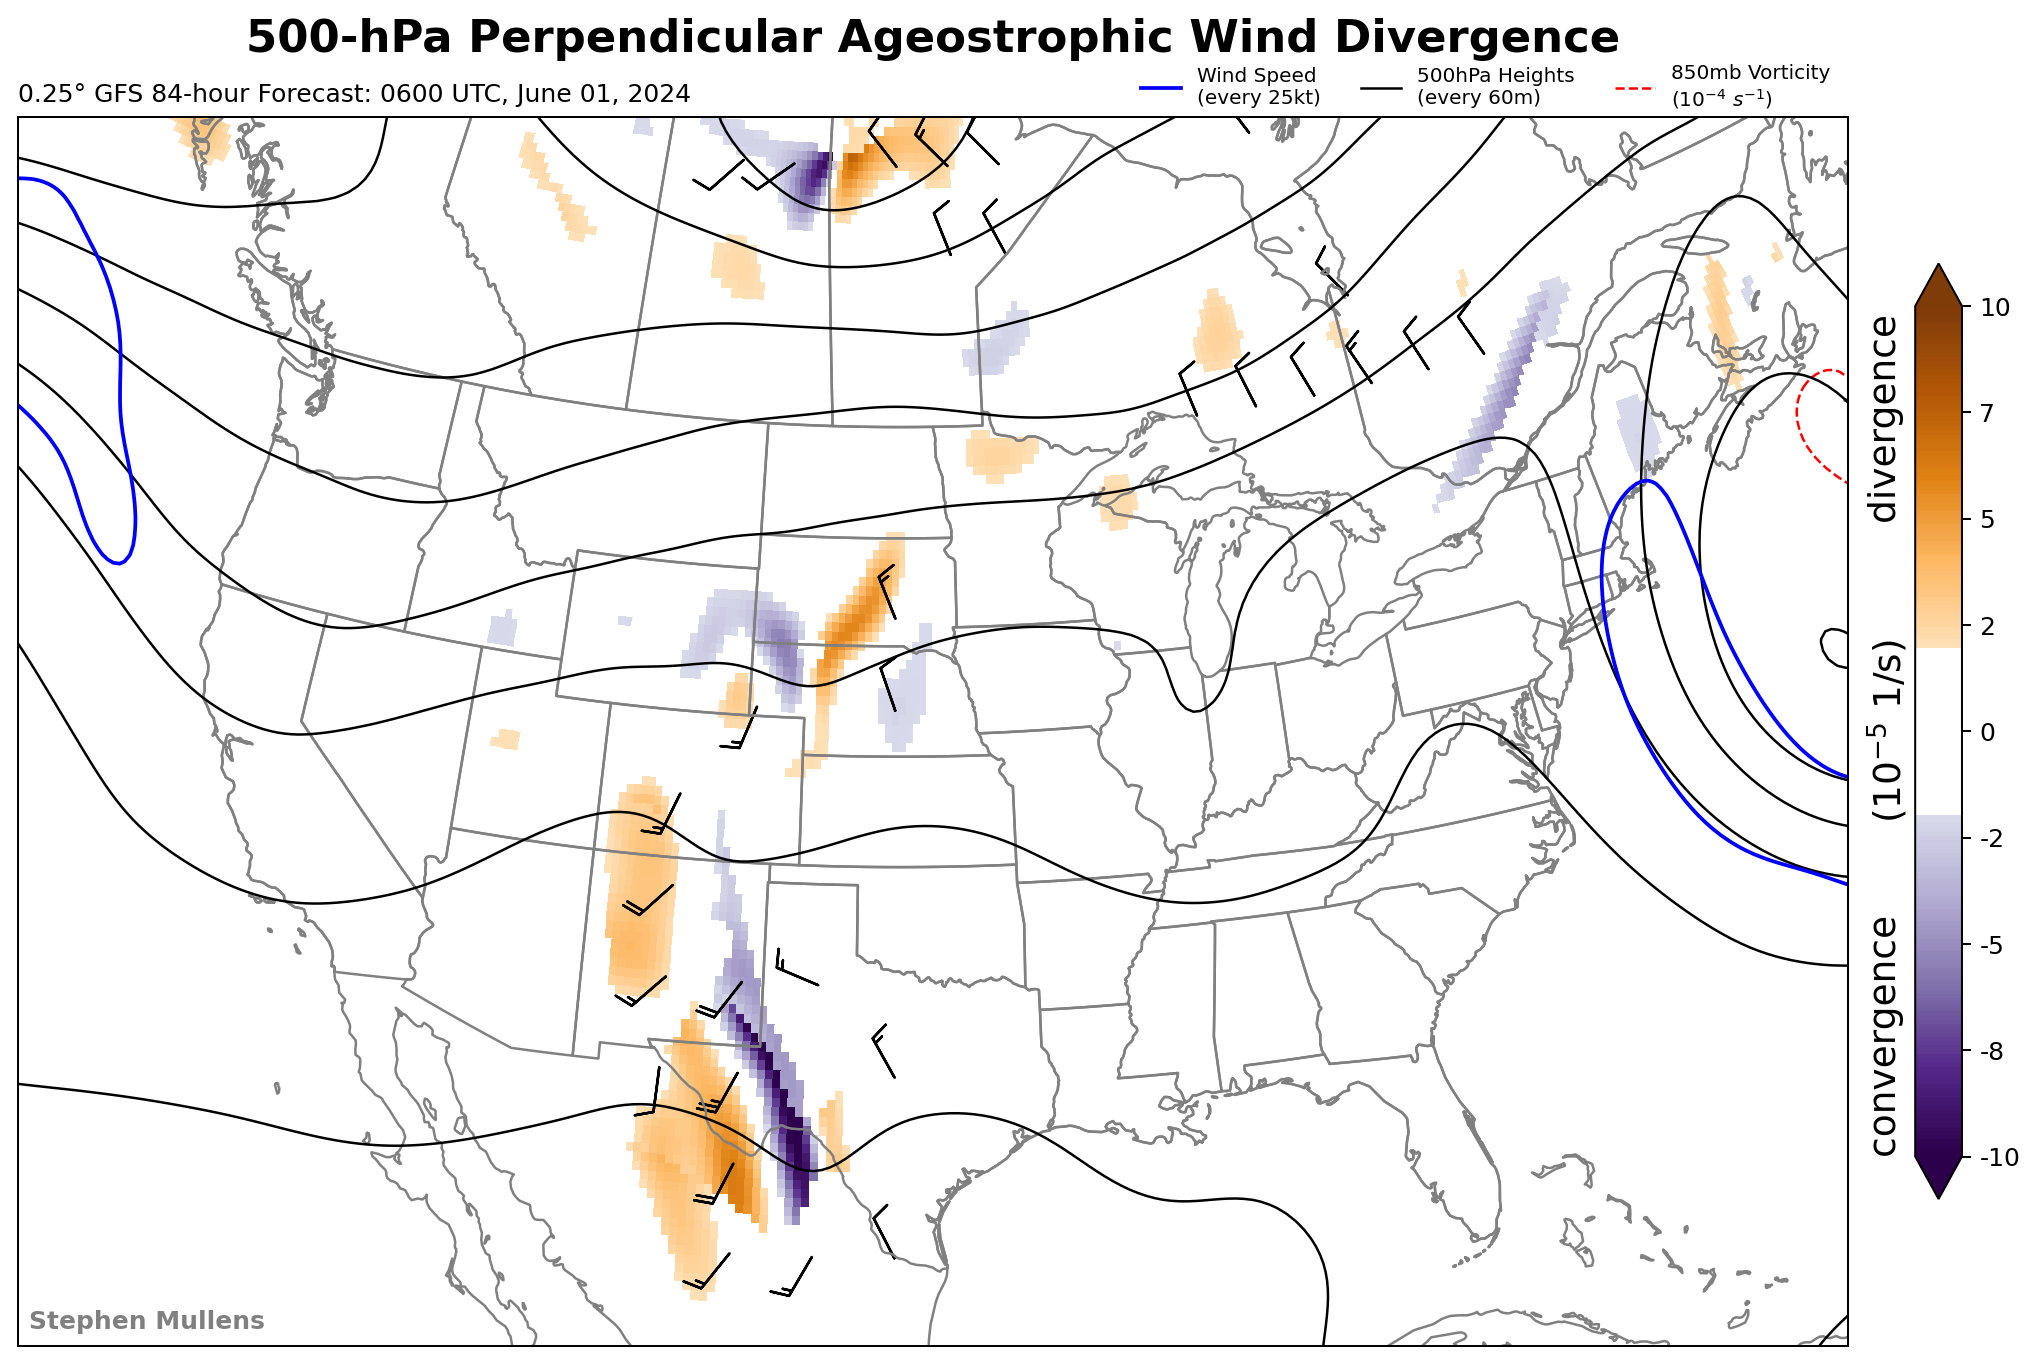 500-hPa Perpendicular Ageostrophic Wind Divergence
0.25° GFS 84-hour Forecast: 0600 UTC, June 01, 2024
Wind Speed
(every 25kt)
500hPa Heights
(every 60m)
850mb Vorticity
(10⁻⁴ s⁻¹)
10
7
5
2
0
-2
-5
-8
-10
convergence (10⁻⁵ 1/s) divergence
Stephen Mullens